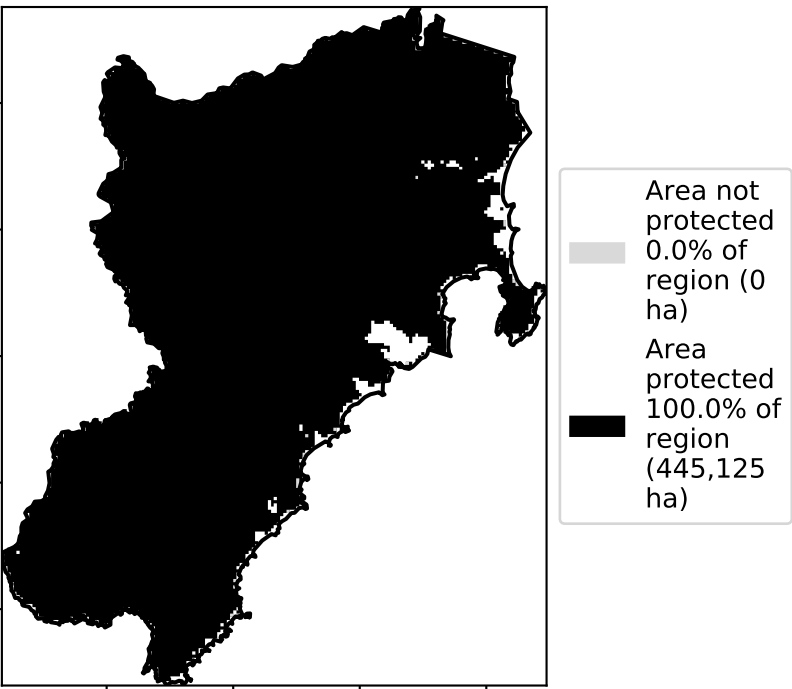 Area not
protected
0.0% of
region (0
ha)
Area
protected
100.0% of
region
(445,125
ha)